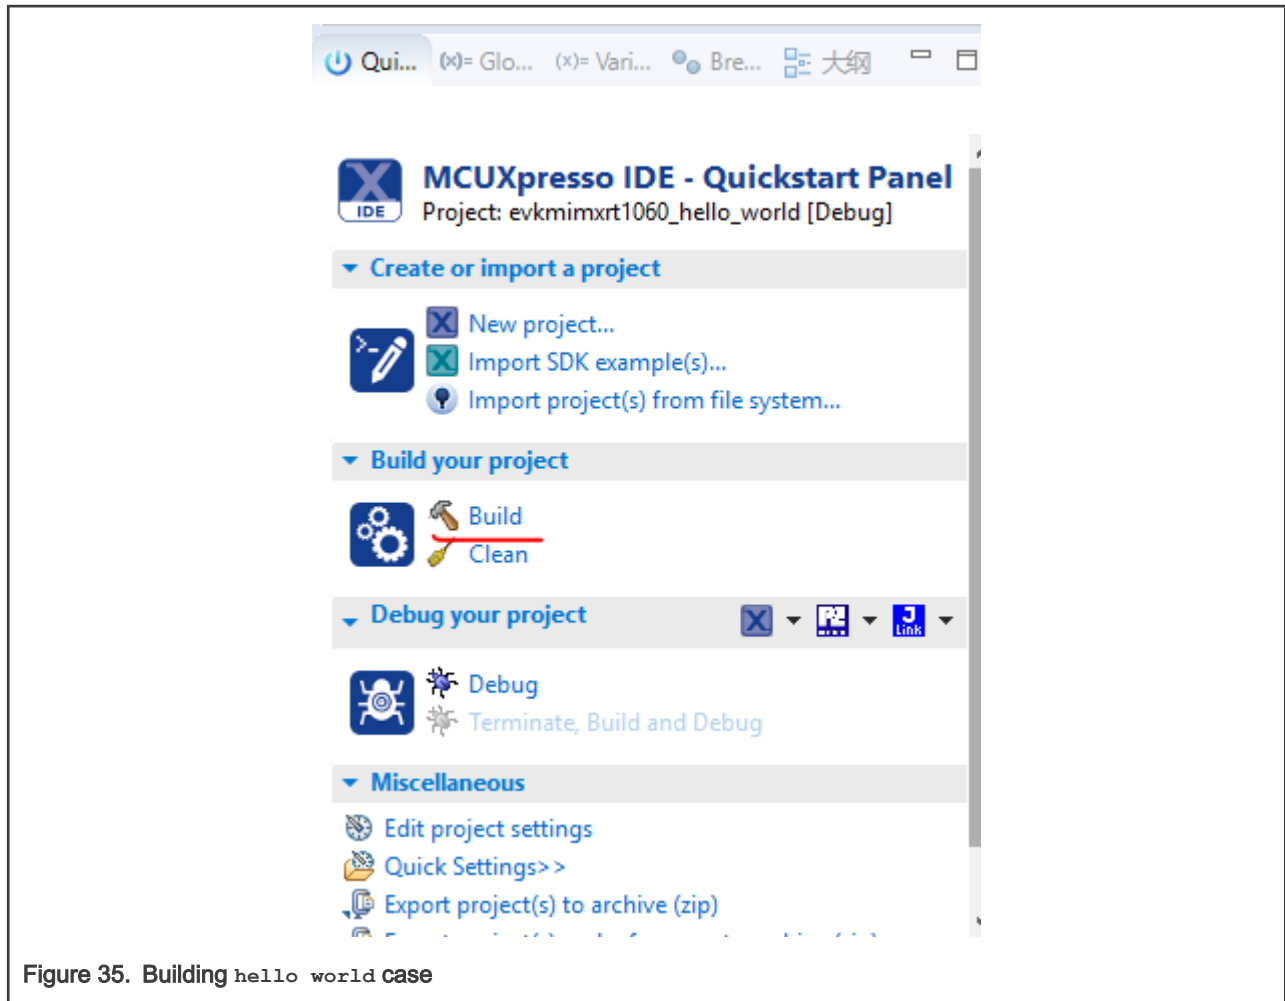 Qui... (x)= Glo... (x)= Vari... Bre... 大纲
MCUXpresso IDE - Quickstart Panel
IDE
Project: evkmimxrt1060_hello_world [Debug]
Create or import a project
New project...
Import SDK example(s)...
Import project(s) from file system...
Build your project
Build
Clean
Debug your project
J
Link
Debug
Terminate, Build and Debug
Miscellaneous
Edit project settings
Quick Settings>>
Export project(s) to archive (zip)
Figure 35. Building hello world case